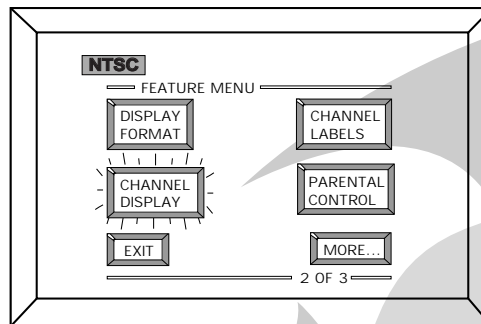 NTSC
FEATURE MENU
DISPLAY
FORMAT
CHANNEL
LABELS
CHANNEL
DISPLAY
PARENTAL
CONTROL
EXIT
MORE...
2 OF 3